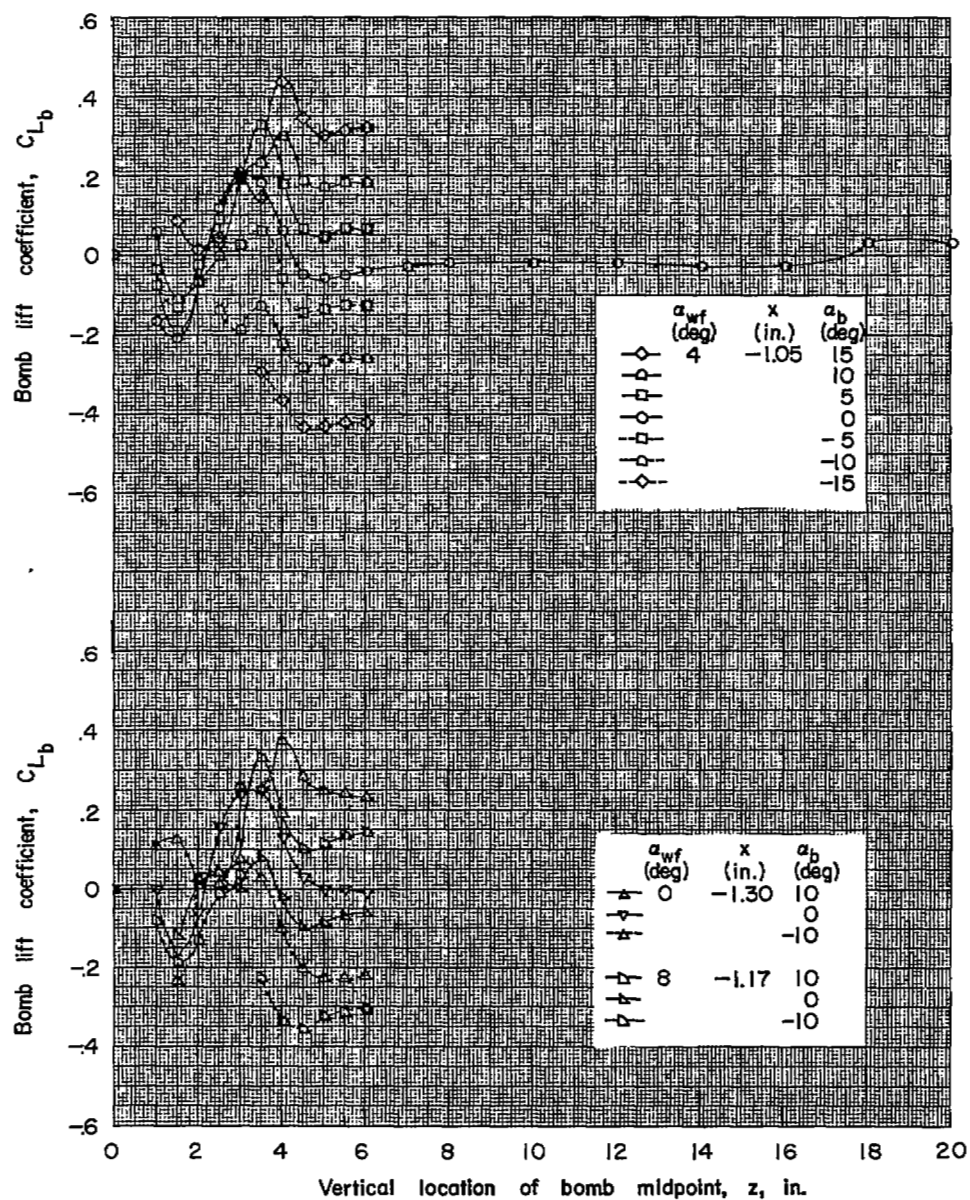 .6
.4
.2
0
-.2
-.4
-.6
Bomb lift coefficient, C_Lb
α_wf (deg) x (in.) α_b (deg)
4 -1.05 15
10
5
0
-5
-10
-15
.6
.4
.2
0
-.2
-.4
-.6
Bomb lift coefficient, C_Lb
α_wf (deg) x (in.) α_b (deg)
0 -1.30 10
0
-10
8 -1.17 10
0
-10
0 2 4 6 8 10 12 14 16 18 20
Vertical location of bomb midpoint, z, in.